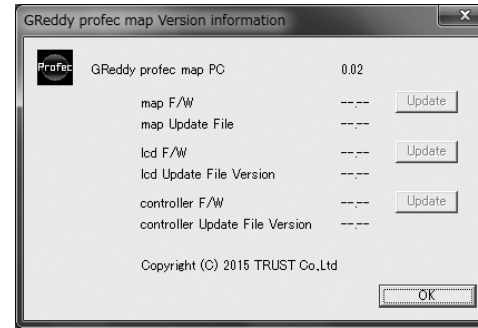 GReddy profec map Version information
x
Profec
GReddy profec map PC 0.02
map F/W --.-- Update
map Update File --.--
lcd F/W --.-- Update
lcd Update File Version --.--
controller F/W --.-- Update
controller Update File Version --.--
Copyright (C) 2015 TRUST Co,Ltd
OK